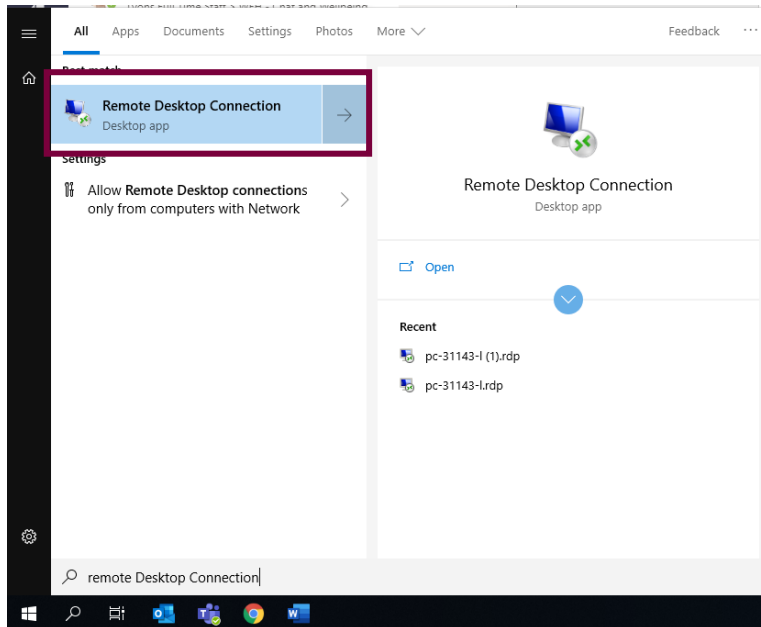 All Apps Documents Settings Photos More Feedback ...
Best match
Remote Desktop Connection
Desktop app
Settings
Allow Remote Desktop connections
only from computers with Network
Remote Desktop Connection
Desktop app
Open
Recent
pc-31143-l (1).rdp
pc-31143-l.rdp
remote Desktop Connection